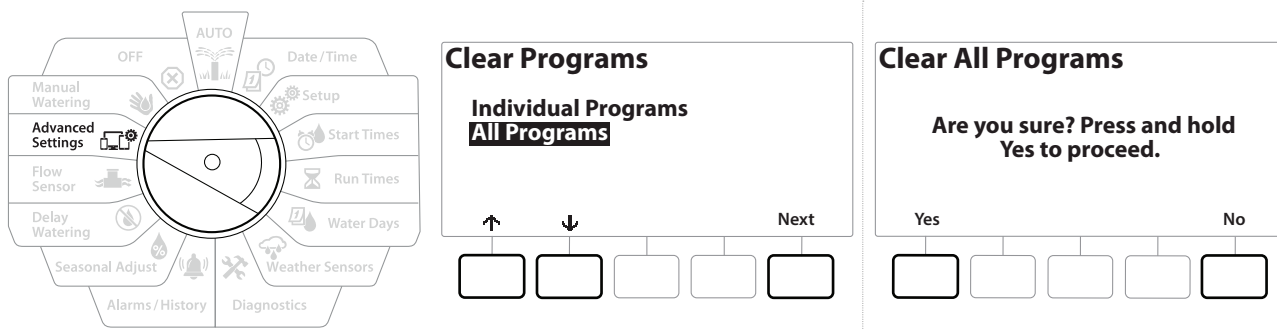 AUTO
OFF
Date / Time
Manual
Watering
Setup
Advanced
Settings
Start Times
Flow
Sensor
Run Times
Delay
Watering
Water Days
Seasonal Adjust
Weather Sensors
Alarms / History
Diagnostics
1
1
%
Clear Programs
Individual Programs
All Programs
Next
Clear All Programs
Are you sure? Press and hold
Yes to proceed.
Yes
No